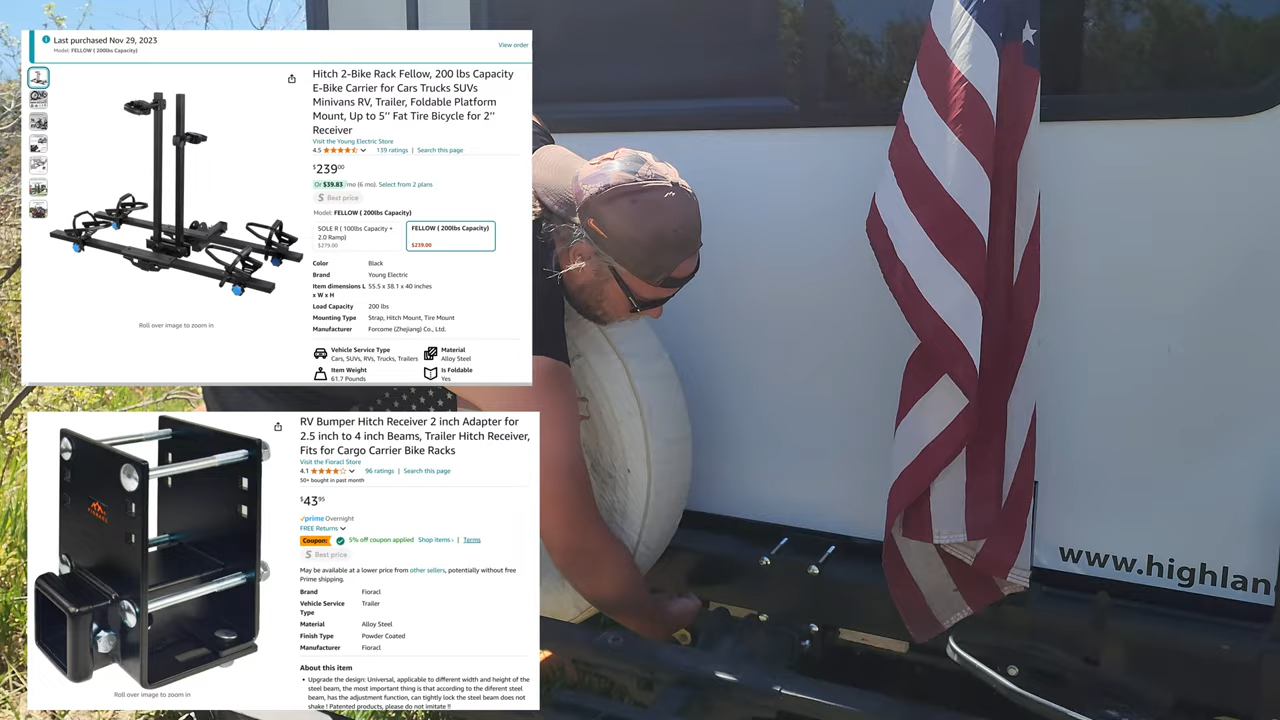 Last purchased Nov 29, 2023
Model: FELLOW ( 200lbs Capacity)
View order
Hitch 2-Bike Rack Fellow, 200 lbs Capacity
E-Bike Carrier for Cars Trucks SUVs
Minivans RV, Trailer, Foldable Platform
Mount, Up to 5’’ Fat Tire Bicycle for 2’’
Receiver
Visit the Young Electric Store
4.5 139 ratings | Search this page
$23900
Or $39.83 /mo (6 mo). Select from 2 plans
Best price
Model: FELLOW ( 200lbs Capacity)
SOLE R ( 100lbs Capacity +
2.0 Ramp)
$279.00
FELLOW ( 200lbs Capacity)
$239.00
Color Black
Brand Young Electric
Item dimensions L x W x H 55.5 x 38.1 x 40 inches
Load Capacity 200 lbs
Mounting Type Strap, Hitch Mount, Tire Mount
Manufacturer Forcome (Zhejiang) Co., Ltd.
Vehicle Service Type
Cars, SUVs, RVs, Trucks, Trailers
Material
Alloy Steel
Item Weight
61.7 Pounds
Is Foldable
Yes
Roll over image to zoom in
RV Bumper Hitch Receiver 2 inch Adapter for
2.5 inch to 4 inch Beams, Trailer Hitch Receiver,
Fits for Cargo Carrier Bike Racks
Visit the Fioracl Store
4.1 96 ratings | Search this page
50+ bought in past month
$4395
prime Overnight
FREE Returns
Coupon: 5% off coupon applied Shop items › | Terms
Best price
May be available at a lower price from other sellers, potentially without free
Prime shipping.
Brand Fioracl
Vehicle Service Type Trailer
Material Alloy Steel
Finish Type Powder Coated
Manufacturer Fioracl
About this item
• Upgrade the design: Universal, applicable to different width and height of the
steel beam, the most important thing is that according to the diferent steel
beam, has the adjustment function, can tightly lock the steel beam does not
shake ! Patented products, please do not imitate !!
FIORACL
Roll over image to zoom in
www.highlan